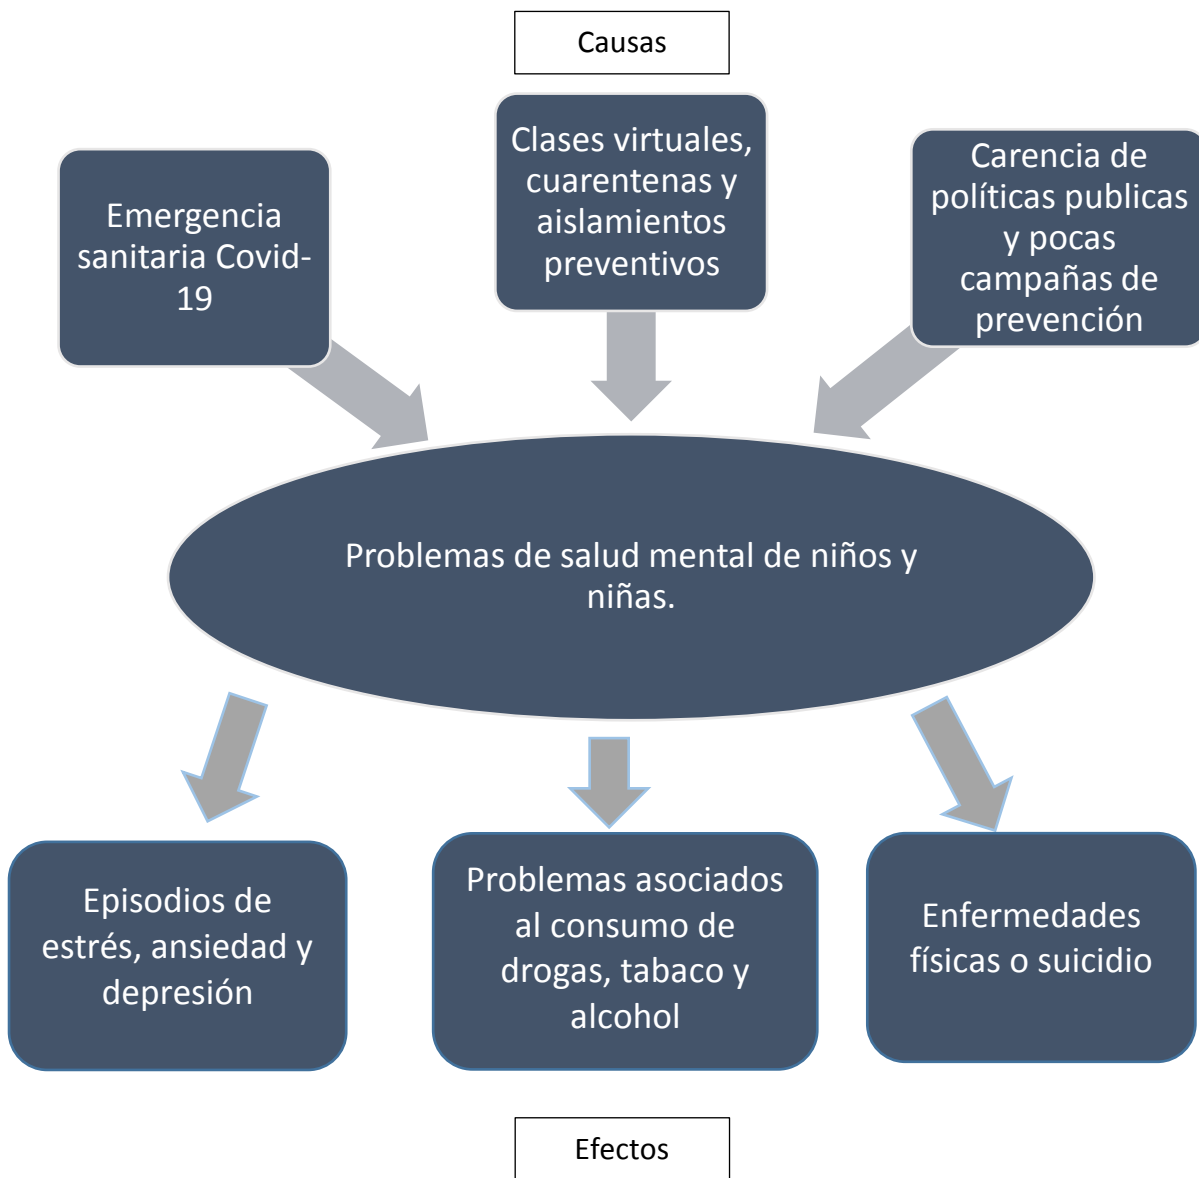 Causas
Emergencia
sanitaria Covid-
19
Clases virtuales,
cuarentenas y
aislamientos
preventivos
Carencia de
políticas publicas
y pocas
campañas de
prevención
Problemas de salud mental de niños y
niñas.
Episodios de
estrés, ansiedad y
depresión
Problemas asociados
al consumo de
drogas, tabaco y
alcohol
Enfermedades
físicas o suicidio
Efectos